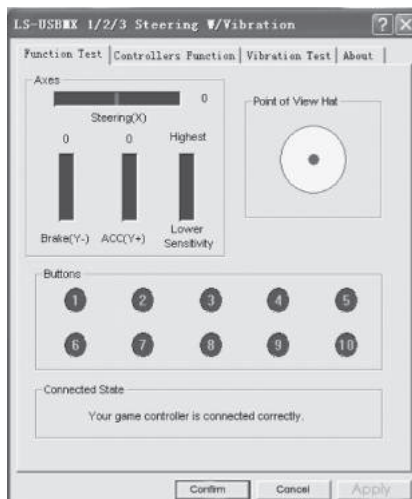 LS-USBMX 1/2/3 Steering W/Vibration ? ×
Function Test Controllers Function Vibration Test About
Axes
0
Steering(X)
Point of View Hat
0 0 Highest
Brake(Y-) ACC(Y+) Lower
Sensitivity
Buttons
1 2 3 4 5
6 7 8 9 10
Connected State
Your game controller is connected correctly.
Confirm Cancel Apply